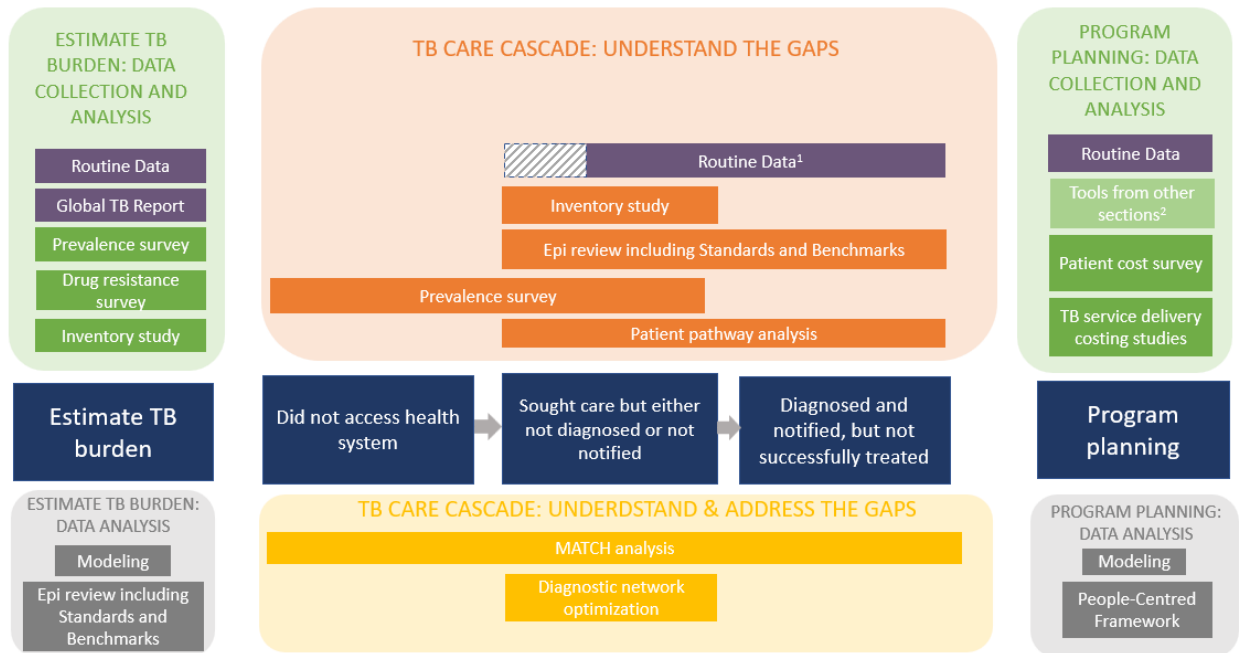 ESTIMATE TB
BURDEN: DATA
COLLECTION AND
ANALYSIS
Routine Data
Global TB Report
Prevalence survey
Drug resistance
survey
Inventory study
TB CARE CASCADE: UNDERSTAND THE GAPS
Routine Data¹
Inventory study
Epi review including Standards and Benchmarks
Prevalence survey
Patient pathway analysis
PROGRAM
PLANNING: DATA
COLLECTION AND
ANALYSIS
Routine Data
Tools from other
sections²
Patient cost survey
TB service delivery
costing studies
Estimate TB
burden
Did not access health
system
Sought care but either
not diagnosed or not
notified
Diagnosed and
notified, but not
successfully treated
Program
planning
ESTIMATE TB BURDEN:
DATA ANALYSIS
Modeling
Epi review including
Standards and
Benchmarks
TB CARE CASCADE: UNDERDSTAND & ADDRESS THE GAPS
MATCH analysis
Diagnostic network
optimization
PROGRAM PLANNING:
DATA ANALYSIS
Modeling
People-Centred
Framework